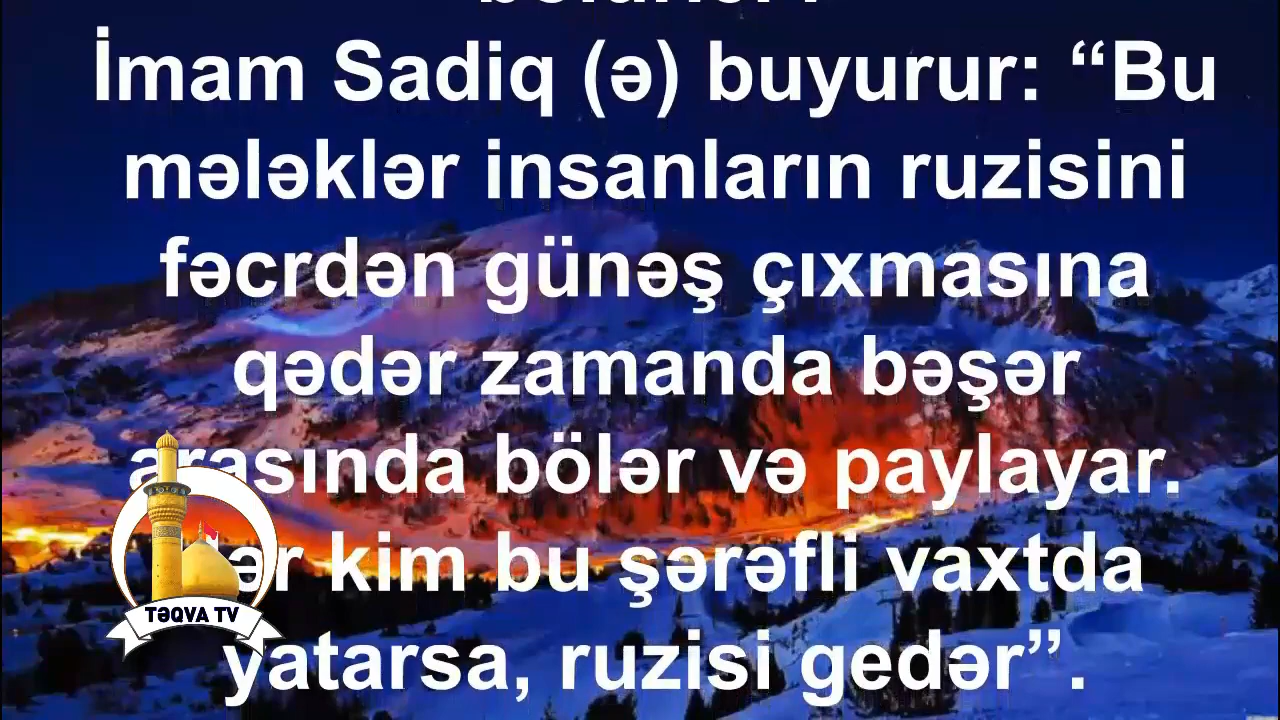 İmam Sadiq (ə) buyurur: “Bu
mələklər insanların ruzisini
fəcrdən günəş çıxmasına
qədər zamanda bəşər
arasında bölər və paylayar.
kim bu şərəfli vaxtda
yatarsa, ruzisi gedər”.
TƏQVA TV